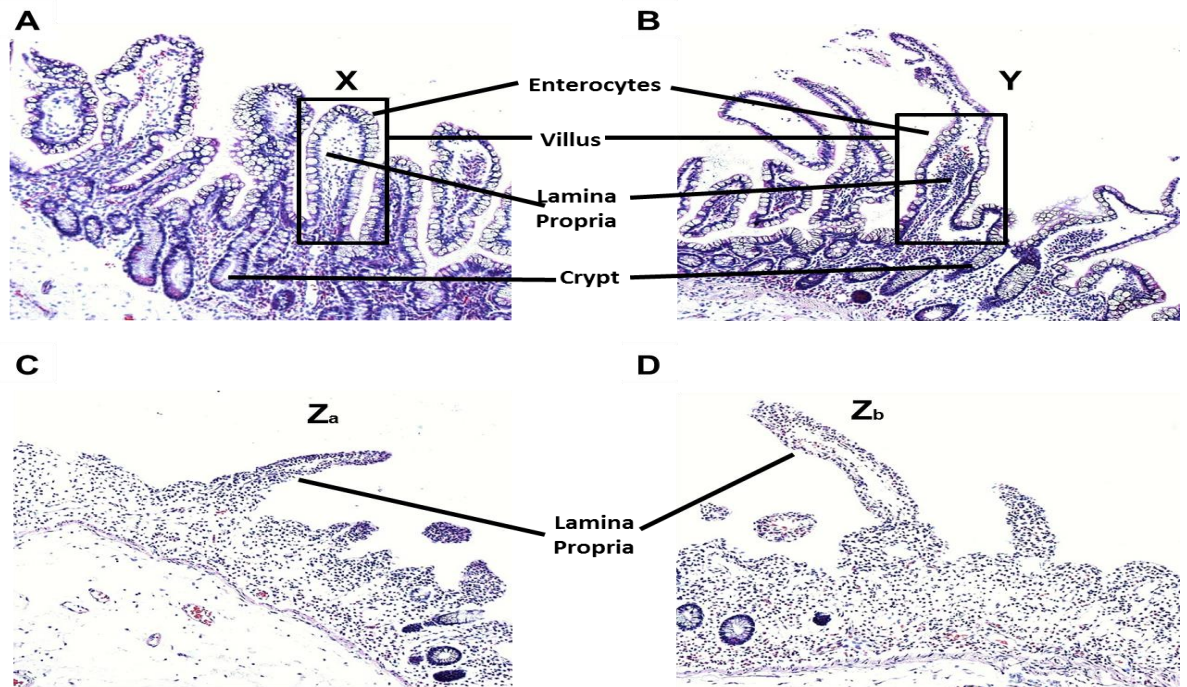 A
B
X
Y
Enterocytes
Villus
Lamina
Propria
Crypt
C
D
Za
Zb
Lamina
Propria